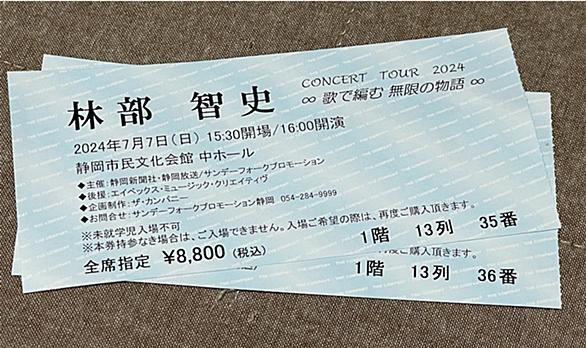 林部 智史
CONCERT TOUR 2024
∞ 歌で編む 無限の物語 ∞
2024年7月7日(日) 15:30開場/16:00開演
静岡市民文化会館 中ホール
◆主催:静岡新聞社・静岡放送/サンデーフォークプロモーション
◆後援:エイベックス・ミュージック・クリエイティヴ
◆企画制作:ザ・カンパニー
◆お問合せ:サンデーフォークプロモーション静岡 054-284-9999
※未就学児入場不可
※本券持参なき場合は、ご入場できません。入場ご希望の際は、再度ご購入頂きます。
全席指定 ¥8,800 (税込)
1階 13列 35番
再度ご購入頂きます。
1階 13列 36番